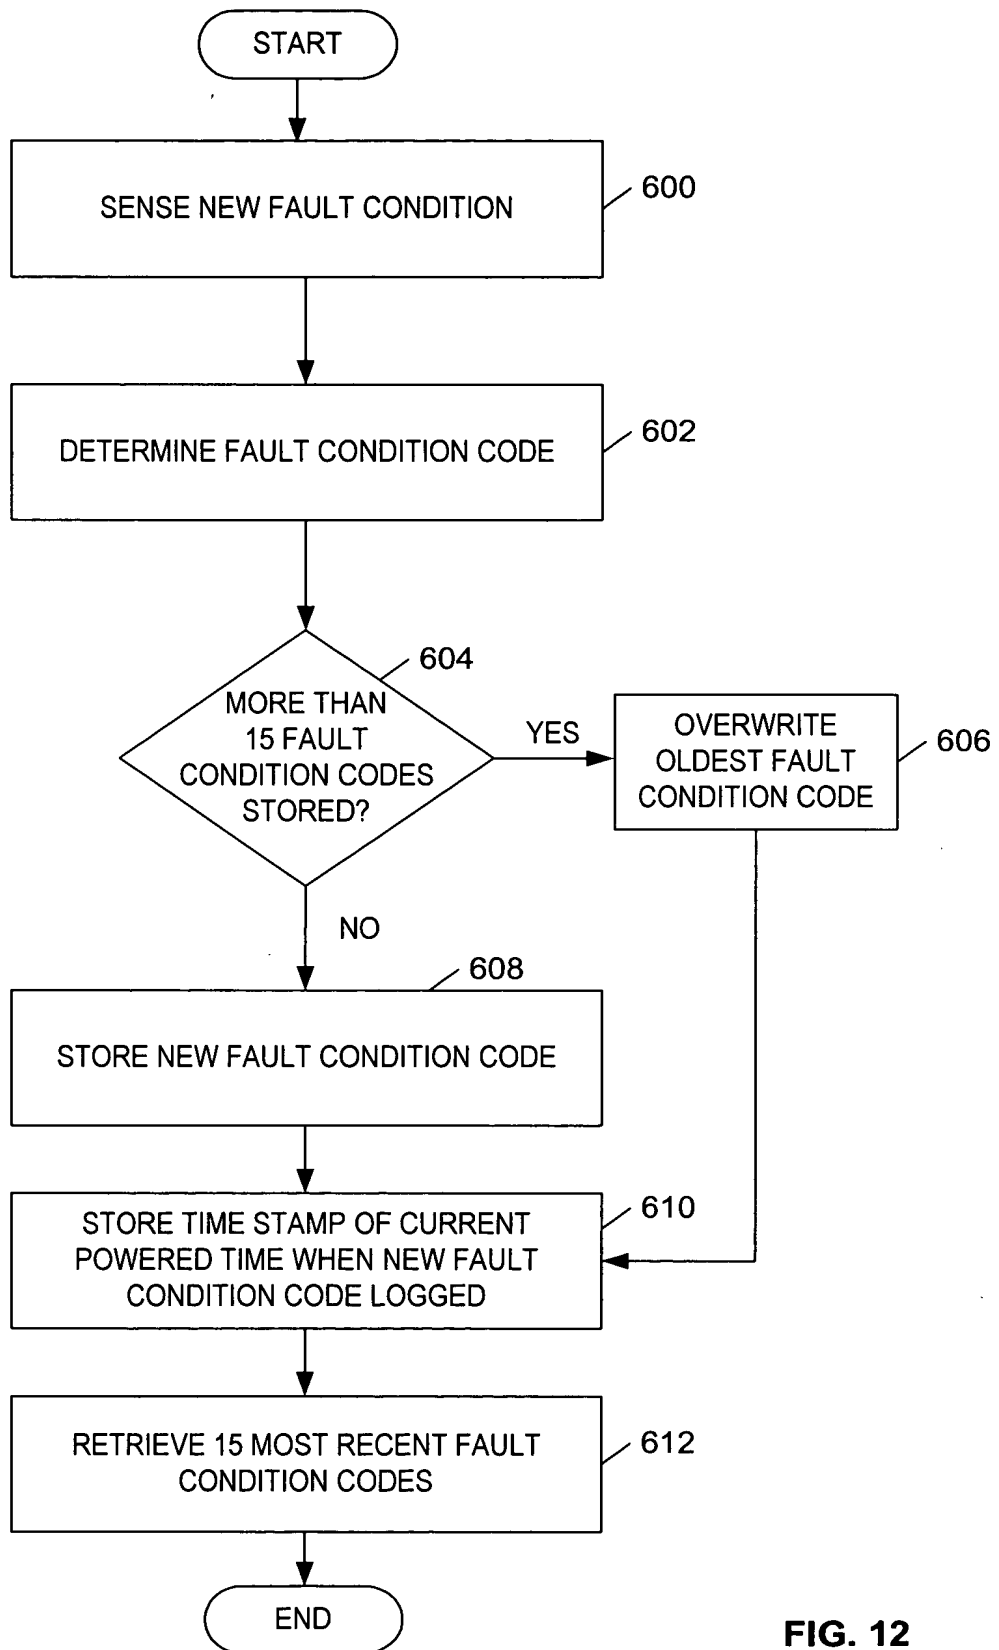 START
SENSE NEW FAULT CONDITION
600
DETERMINE FAULT CONDITION CODE
602
604
MORE THAN
15 FAULT
CONDITION CODES
STORED?
YES
OVERWRITE
OLDEST FAULT
CONDITION CODE
606
NO
608
STORE NEW FAULT CONDITION CODE
STORE TIME STAMP OF CURRENT
POWERED TIME WHEN NEW FAULT
CONDITION CODE LOGGED
610
RETRIEVE 15 MOST RECENT FAULT
CONDITION CODES
612
END
FIG. 12